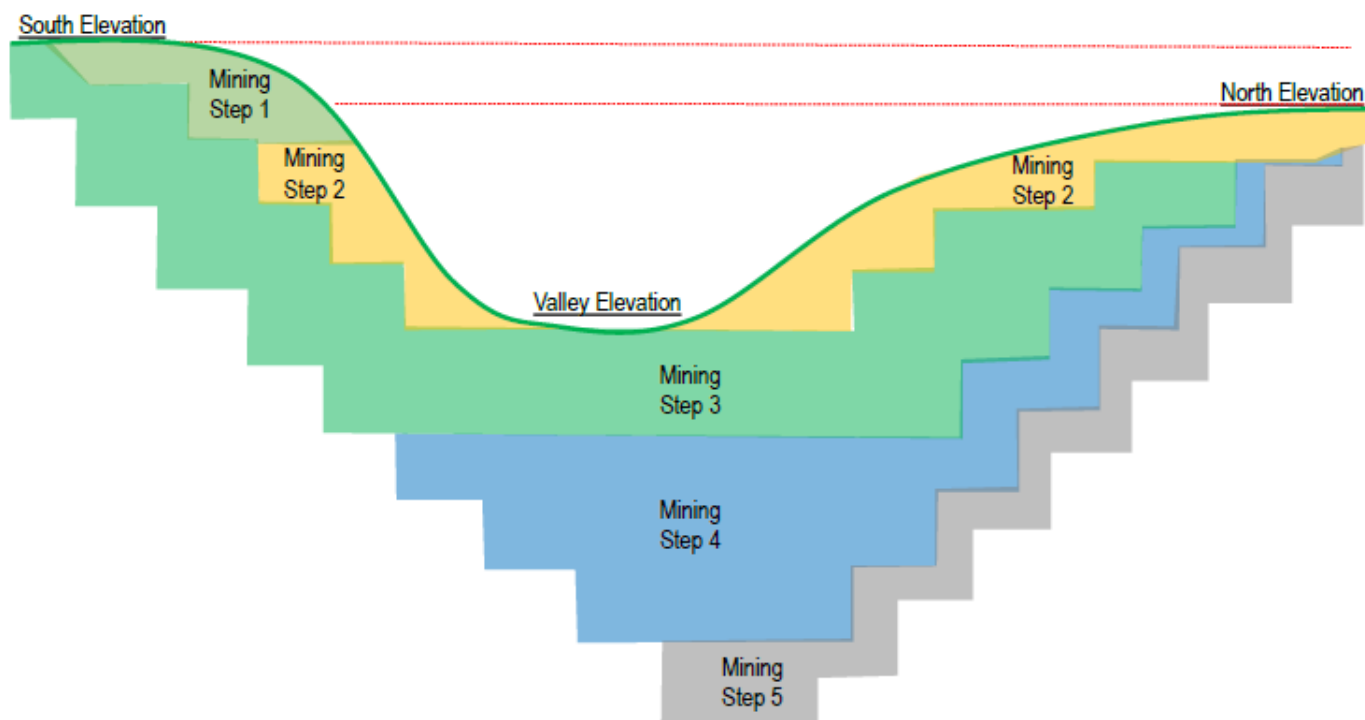 South Elevation
Mining
Step 1
North Elevation
Mining
Step 2
Mining
Step 2
Valley Elevation
Mining
Step 3
Mining
Step 4
Mining
Step 5